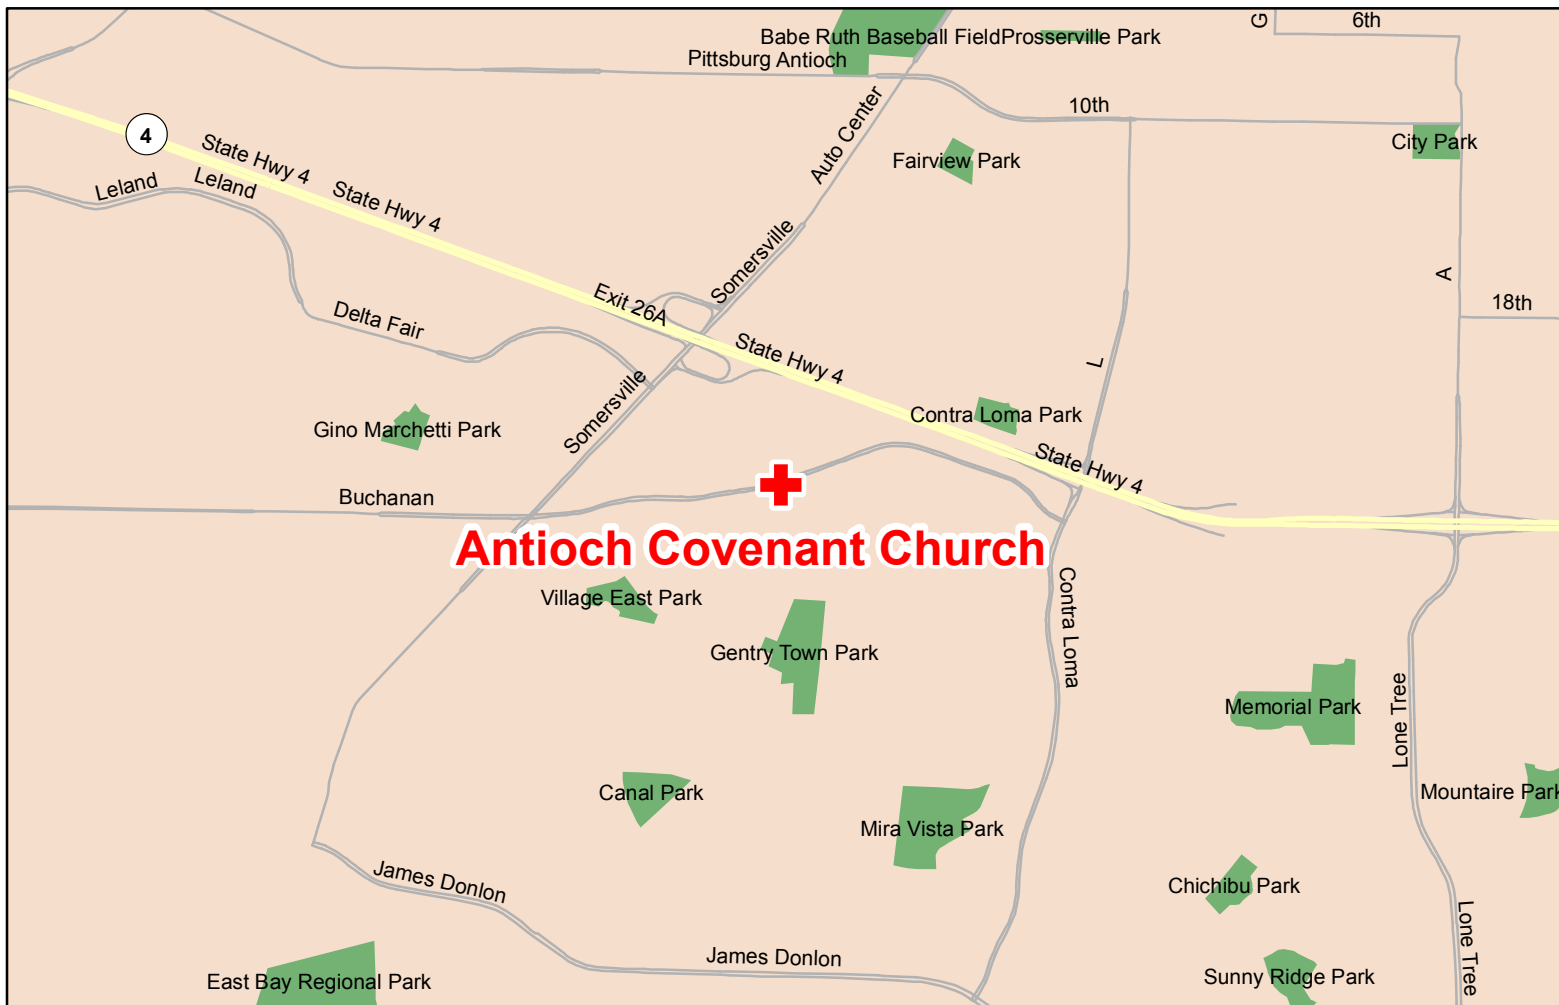 Babe Ruth Baseball Field
Prosserville Park
G
6th
Pittsburg Antioch
10th
4
State Hwy 4
Auto Center
Fairview Park
City Park
Leland
Leland
State Hwy 4
Somersville
A
Exit 26A
18th
Delta Fair
State Hwy 4
L
Somersville
Contra Loma Park
Gino Marchetti Park
State Hwy 4
Buchanan
Antioch Covenant Church
Village East Park
Contra Loma
Gentry Town Park
Memorial Park
Lone Tree
Canal Park
Mountaire Park
Mira Vista Park
James Donlon
Chichibu Park
Lone Tree
James Donlon
East Bay Regional Park
Sunny Ridge Park